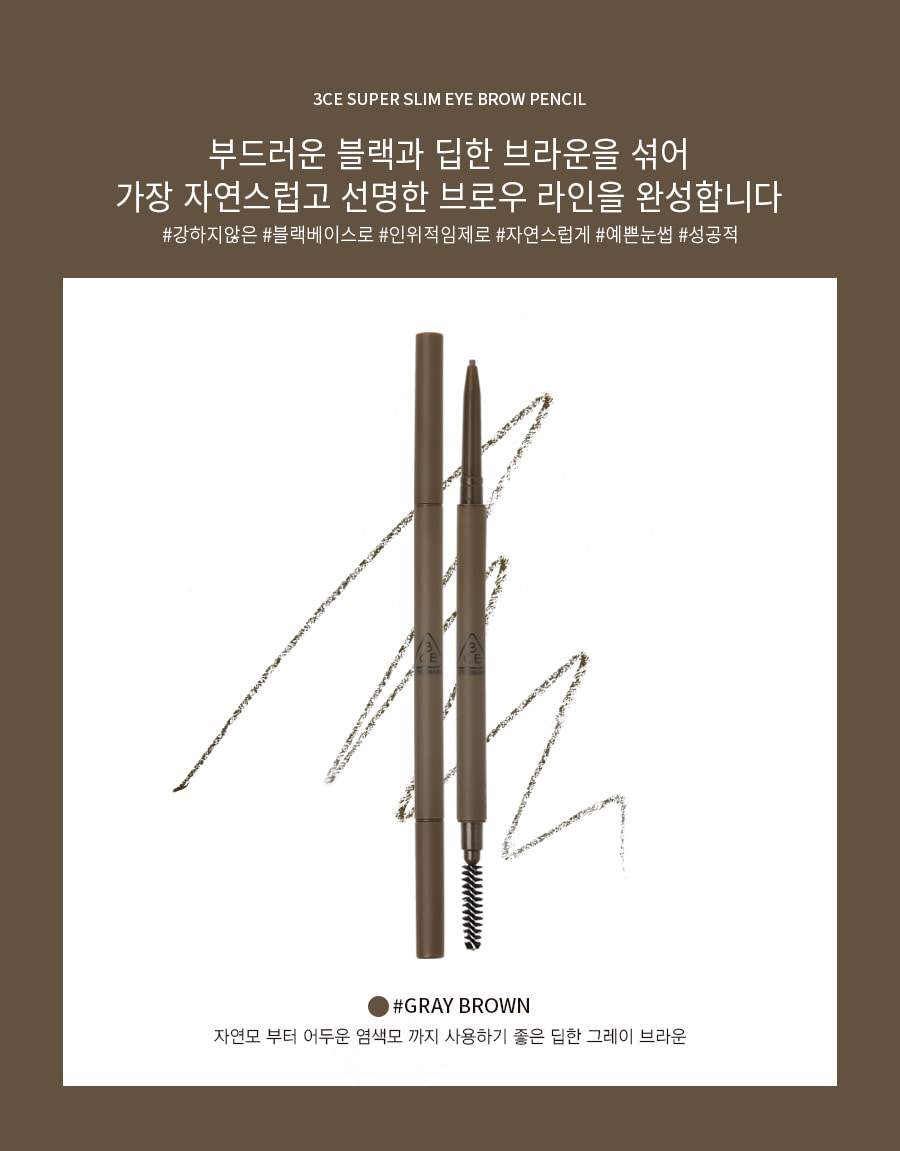 3CE SUPER SLIM EYE BROW PENCIL
부드러운 블랙과 딥한 브라운을 섞어
가장 자연스럽고 선명한 브로우 라인을 완성합니다
#강하지않은 #블랙베이스로 #인위적임제로 #자연스럽게 #예쁜눈썹 #성공적
3
CE
3
CE
#GRAY BROWN
자연모 부터 어두운 염색모 까지 사용하기 좋은 딥한 그레이 브라운